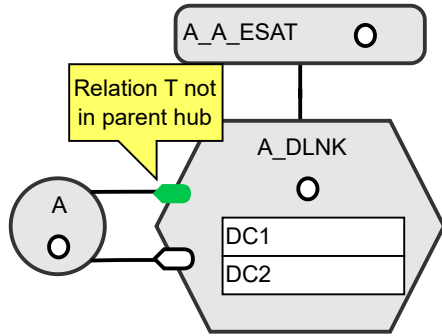 A_A_ESAT
Relation T not
in parent hub
A_DLNK
A
DC1
DC2